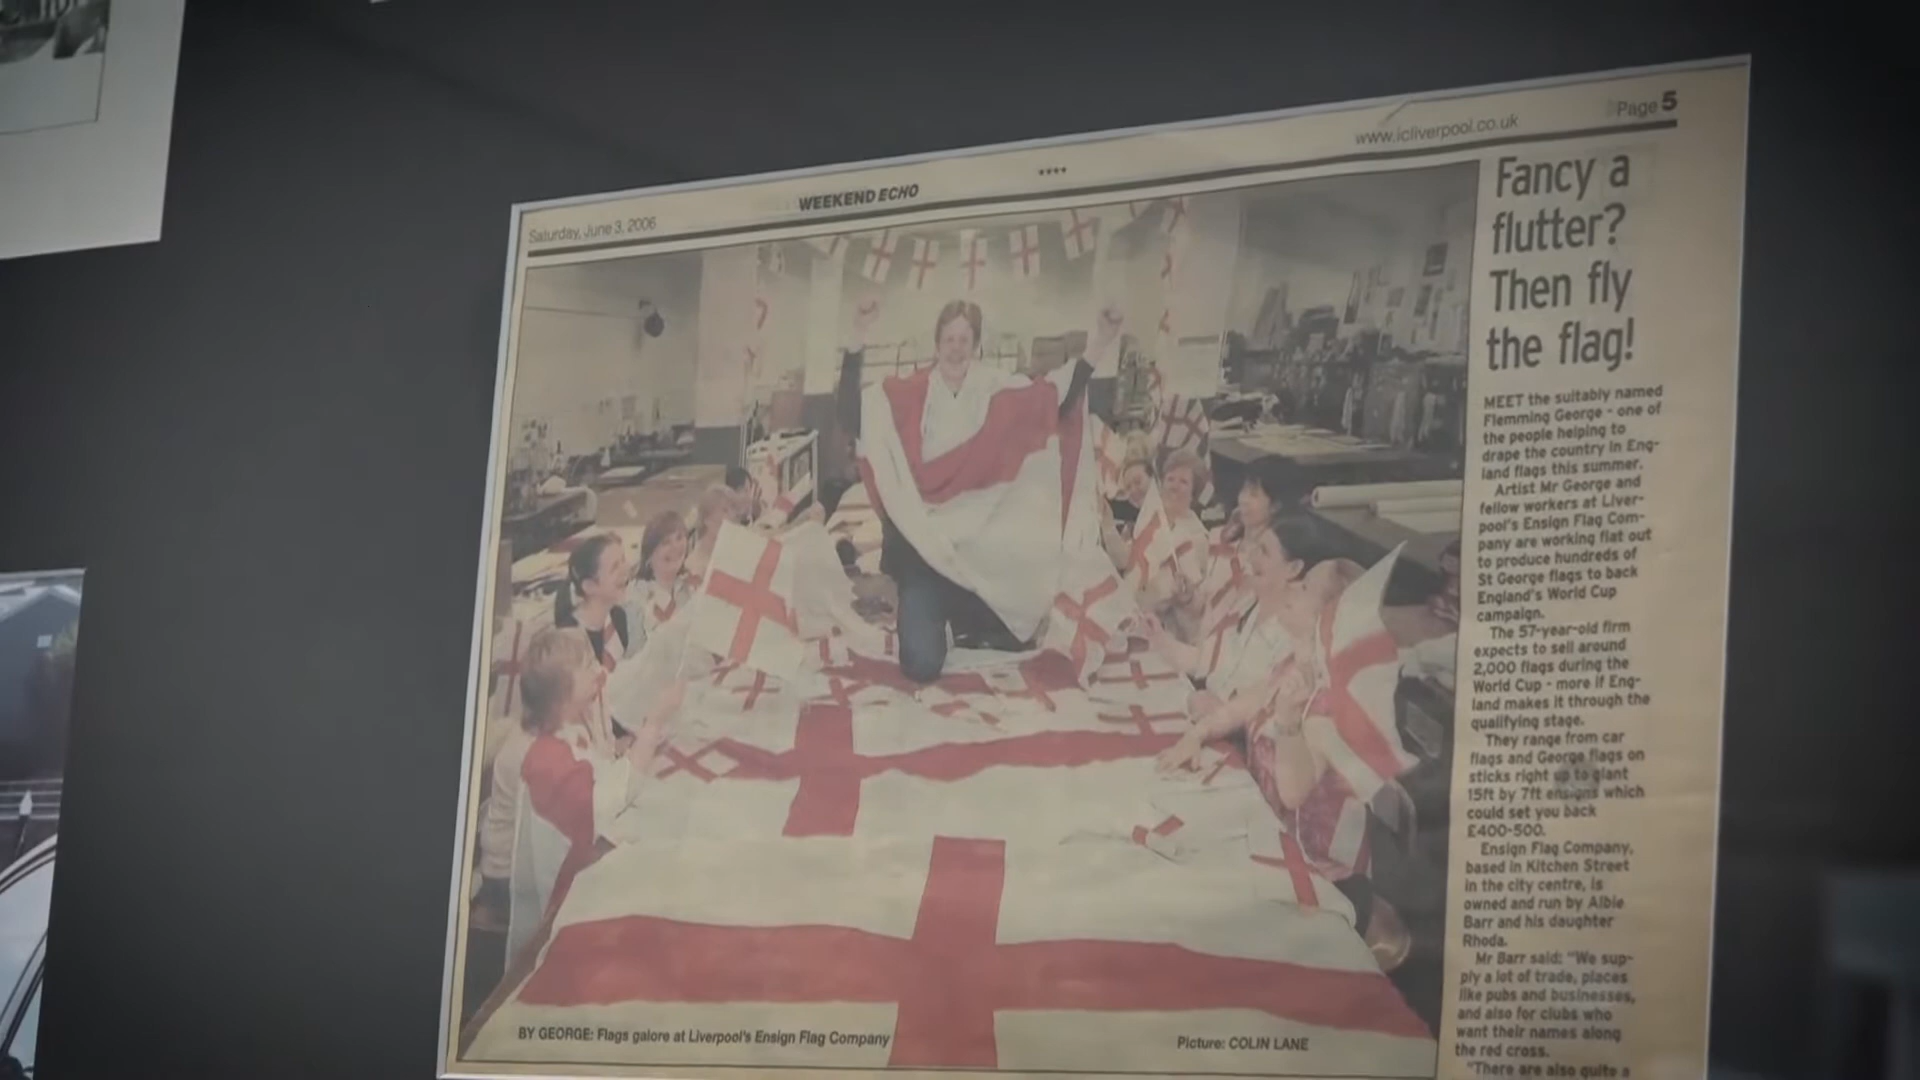 Saturday, June 3, 2006
WEEKEND ECHO
****
www.icliverpool.co.uk
Page 5
Fancy a
flutter?
Then fly
the flag!
MEET the suitably named
Flemming George - one of
the people helping to
drape the country in Eng-
land flags this summer.
Artist Mr George and
fellow workers at Liver-
pool's Ensign Flag Com-
pany are working flat out
to produce hundreds of
St George flags to back
England's World Cup
campaign.
The 57-year-old firm
expects to sell around
2,000 flags during the
World Cup - more if Eng-
land makes it through the
qualifying stage.
They range from car
flags and George flags on
sticks right up to giant
15ft by 7ft ensigns which
could set you back
£400-500.
Ensign Flag Company,
based in Kitchen Street
in the city centre, is
owned and run by Albie
Barr and his daughter
Rhoda.
Mr Barr said: "We sup-
ply a lot of trade, places
like pubs and businesses,
and also for clubs who
want their names along
the red cross.
"There are also quite a
BY GEORGE: Flags galore at Liverpool's Ensign Flag Company
Picture: COLIN LANE